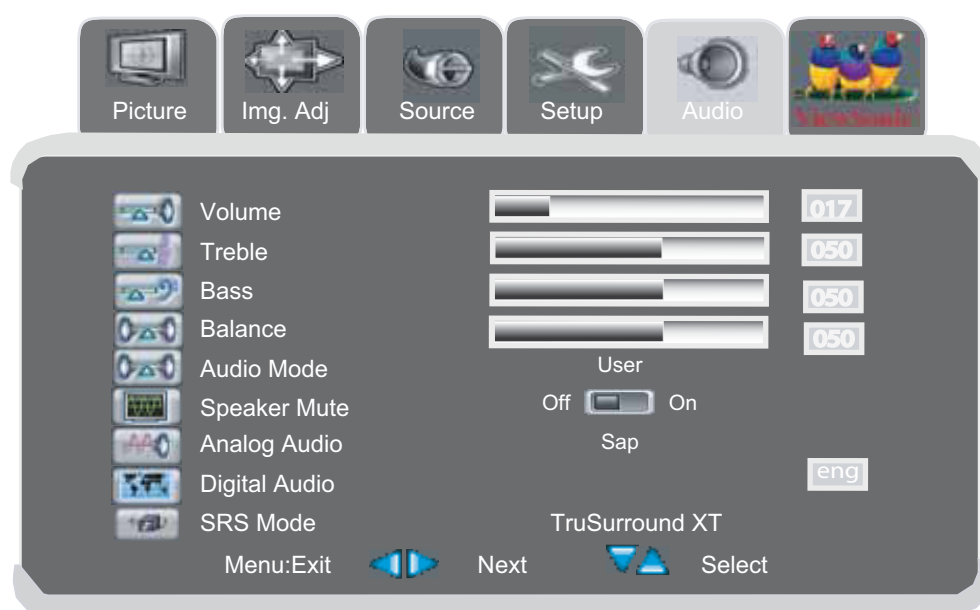 Picture Img. Adj Source Setup Audio ViewSonic
Volume 017
Treble 050
Bass 050
Balance 050
Audio Mode User
Speaker Mute Off On
Analog Audio Sap
Digital Audio eng
SRS Mode TruSurround XT
Menu:Exit Next Select